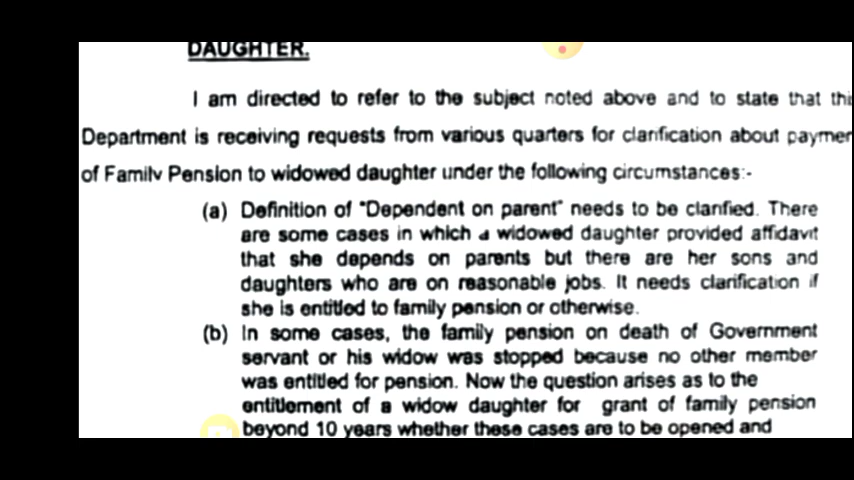 DAUGHTER.
I am directed to refer to the subject noted above and to state that thi
Department is receiving requests from various quarters for clarification about paymen
of Family Pension to widowed daughter under the following circumstances:-
(a) Definition of "Dependent on parent" needs to be clarified. There
are some cases in which a widowed daughter provided affidavit
that she depends on parents but there are her sons and
daughters who are on reasonable jobs. It needs clarification if
she is entitled to family pension or otherwise.
(b) In some cases, the family pension on death of Government
servant or his widow was stopped because no other member
was entitled for pension. Now the question arises as to the
entitlement of a widow daughter for grant of family pension
beyond 10 years whether these cases are to be opened and